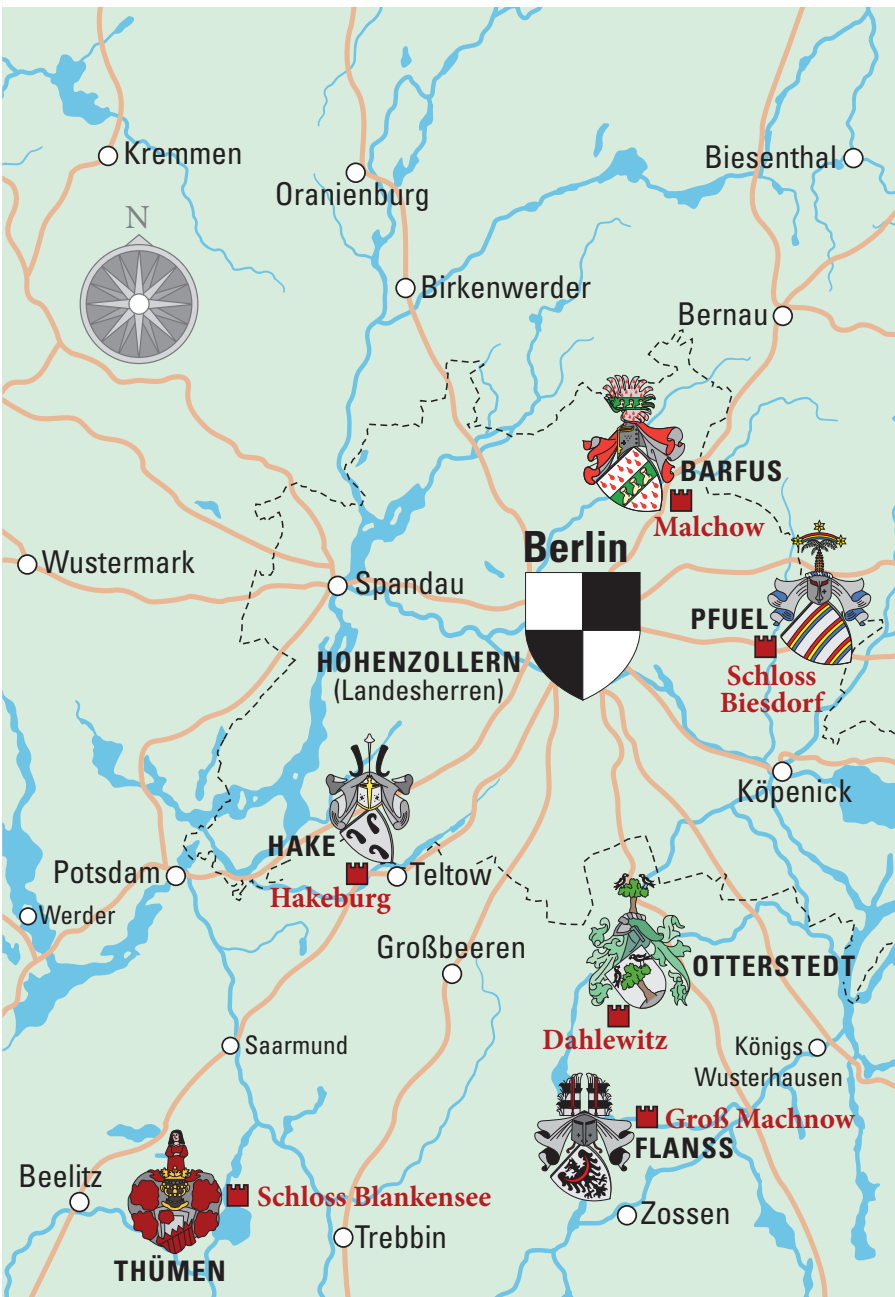 Kremmen
Biesenthal
Oranienburg
N
Birkenwerder
Bernau
BARFUS
Malchow
Berlin
Wustermark
Spandau
PFUEL
HOHENZOLLERN
(Landesherren)
Schloss
Biesdorf
Köpenick
HAKE
Hakeburg
Potsdam
Teltow
Werder
Großbeeren
OTTERSTEDT
Dahlewitz
Saarmund
Königs
Wusterhausen
Groß Machnow
FLANSS
Beelitz
Schloss Blankensee
Zossen
Trebbin
THÜMEN